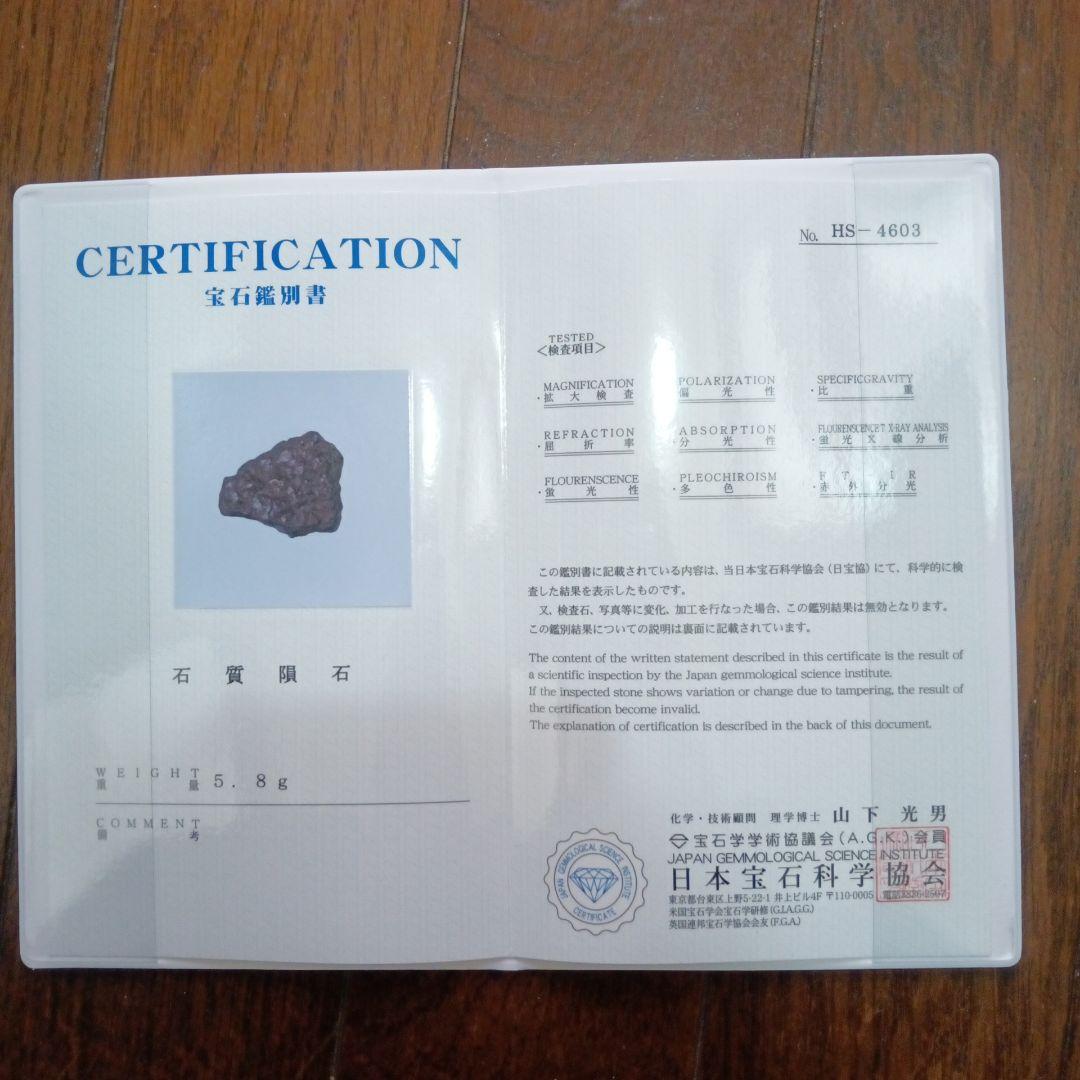 CERTIFICATION
宝石鑑別書
石質隕石
WEIGHT
重量 5.8g
COMMENT
備考
No. HS-4603
TESTED
<検査項目>
MAGNIFICATION
・拡大検査
POLARIZATION
・偏光性
SPECIFICGRAVITY
・比重
REFRACTION
・屈折率
ABSORPTION
・分光性
FLOURENSCENCET X-RAY ANALYSIS
・蛍光X線分析
FLOURENSCENCE
・蛍光性
PLEOCHIROISM
・多色性
FT-IR
・赤外分光
この鑑別書に記載されている内容は、当日本宝石科学協会(日宝協)にて、科学的に検
査した結果を表示したものです。
又、検査石、写真等に変化、加工を行なった場合、この鑑別結果は無効となります。
この鑑別結果についての説明は裏面に記載されています。
The content of the written statement described in this certificate is the result of
a scientific inspection by the Japan gemmological science institute.
If the inspected stone shows variation or change due to tampering, the result of
the certification become invalid.
The explanation of certification is described in the back of this document.
化学・技術顧問 理学博士 山下光男
宝石学学術協議会(A.G.K.)会員
JAPAN GEMMOLOGICAL SCIENCE INSTITUTE
日本宝石科学協会
東京都台東区上野5-22-1 井上ビル4F 〒110-0005 電話3836-2507
米国宝石学会宝石学研修(G.I.A.G.G.)
英国連邦宝石学協会会友(F.G.A.)
JAPAN GEMMOLOGICAL SCIENCE INSTITUTE
CERTIFICATE